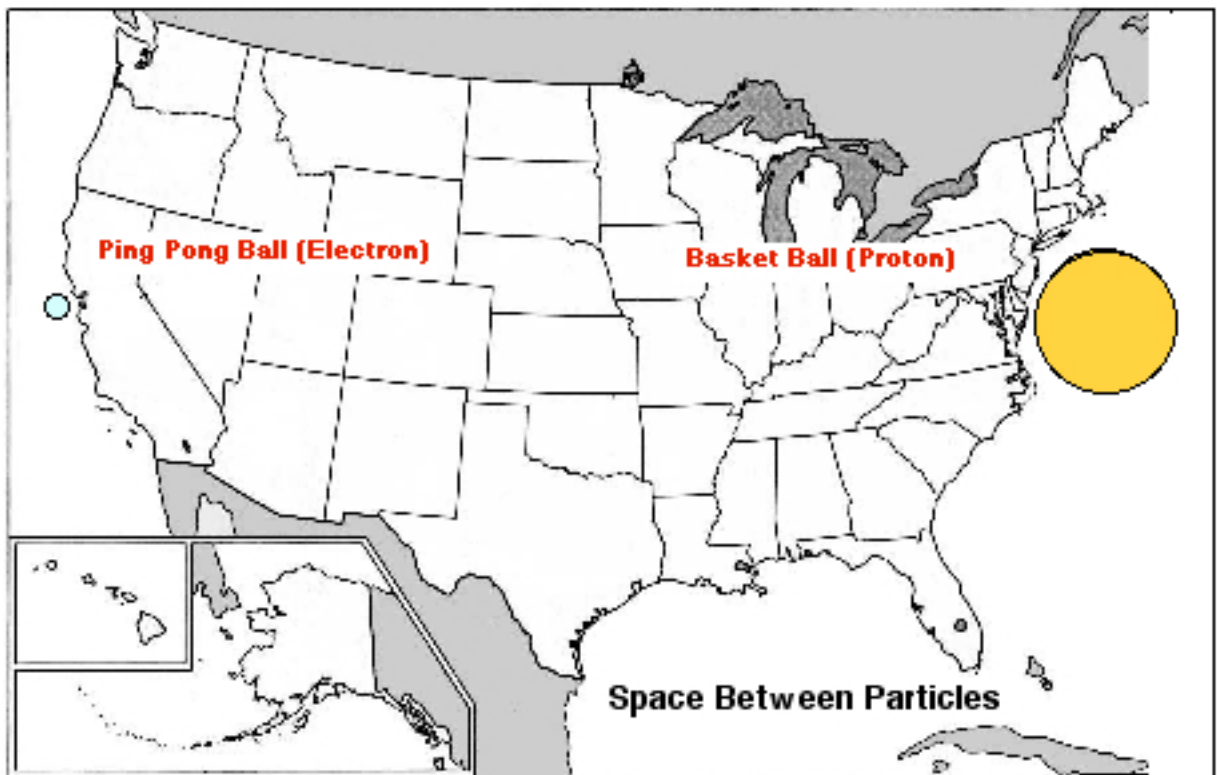 Ping Pong Ball (Electron)
Basket Ball (Proton)
Space Between Particles